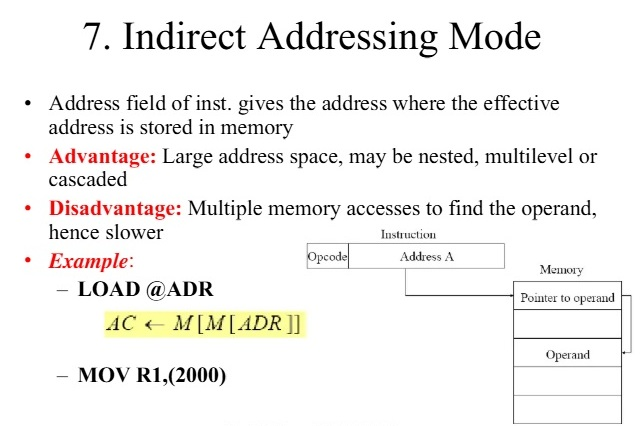 7. Indirect Addressing Mode
• Address field of inst. gives the address where the effective
address is stored in memory
• Advantage: Large address space, may be nested, multilevel or
cascaded
• Disadvantage: Multiple memory accesses to find the operand,
hence slower
• Example:
– LOAD @ADR
AC ← M[M[ADR]]
– MOV R1,(2000)
Instruction
Opcode Address A
Memory
Pointer to operand
Operand